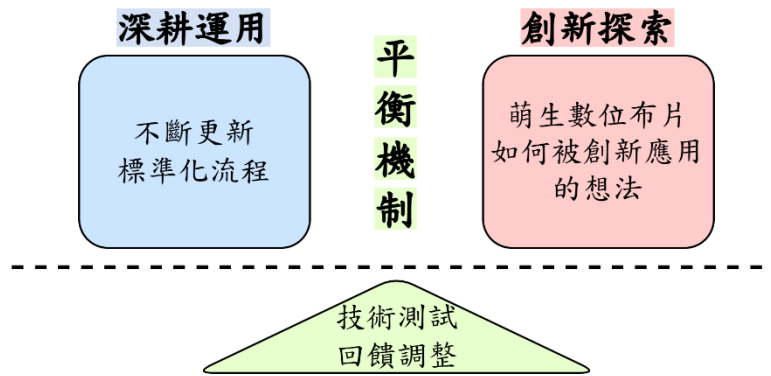 深耕運用
不斷更新
標準化流程
平
衡
機
制
創新探索
萌生數位布片
如何被創新應用
的想法
技術測試
回饋調整